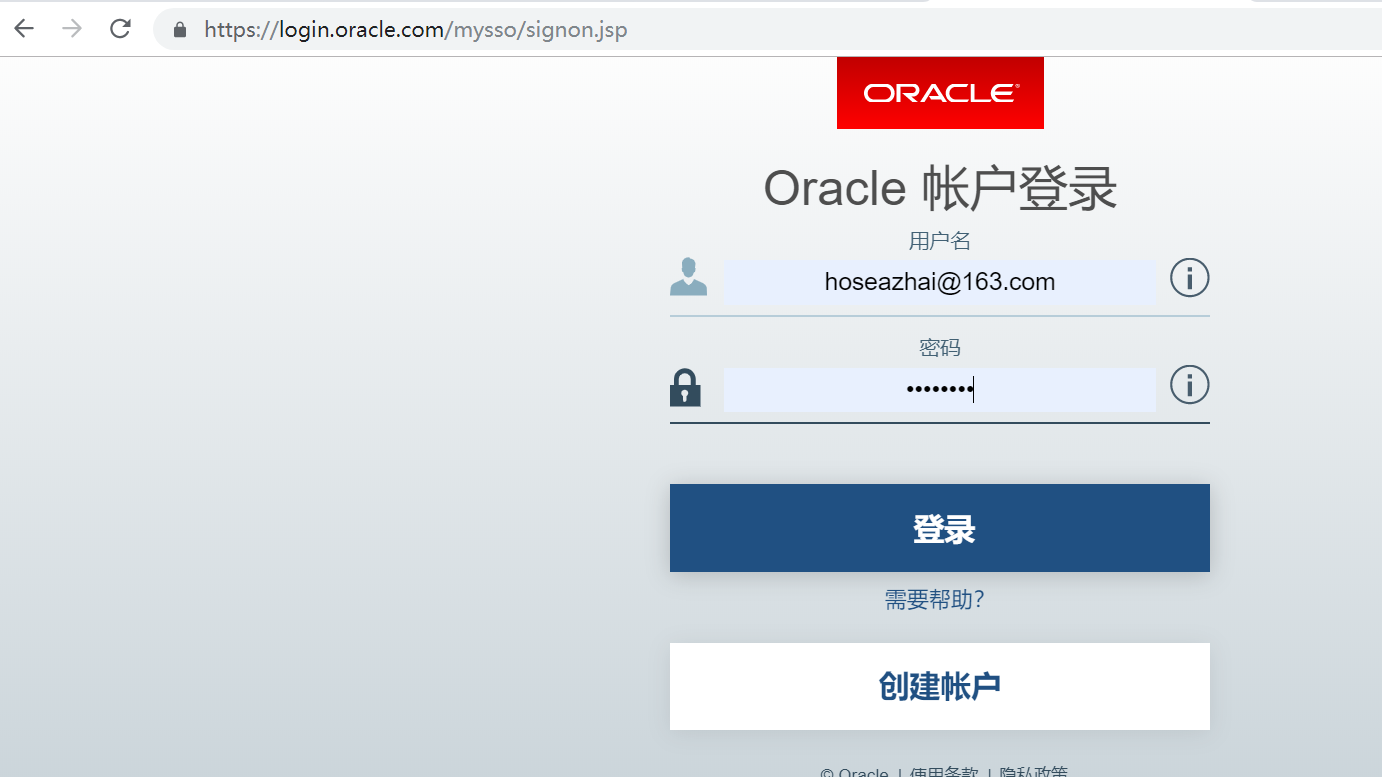 https://login.oracle.com/mysso/signon.jsp
ORACLE®
Oracle 帐户登录
用户名
hoseazhai@163.com
密码
••••••••
登录
需要帮助?
创建帐户
© Oracle | 使用条款 | 隐私政策